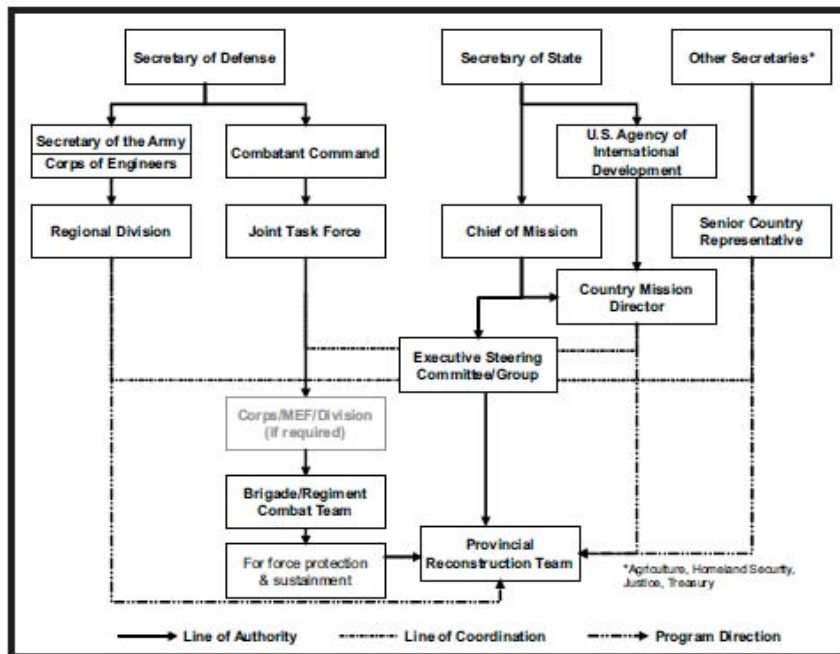 Secretary of Defense
Secretary of State
Other Secretaries*
Secretary of the Army
Corps of Engineers
Combatant Command
U.S. Agency of
International
Development
Regional Division
Joint Task Force
Chief of Mission
Senior Country
Representative
Country Mission
Director
Executive Steering
Committee/Group
Corps/MEF/Division
(if required)
Brigade/Regiment
Combat Team
For force protection
& sustainment
Provincial
Reconstruction Team
*Agriculture, Homeland Security,
Justice, Treasury
Line of Authority
Line of Coordination
Program Direction